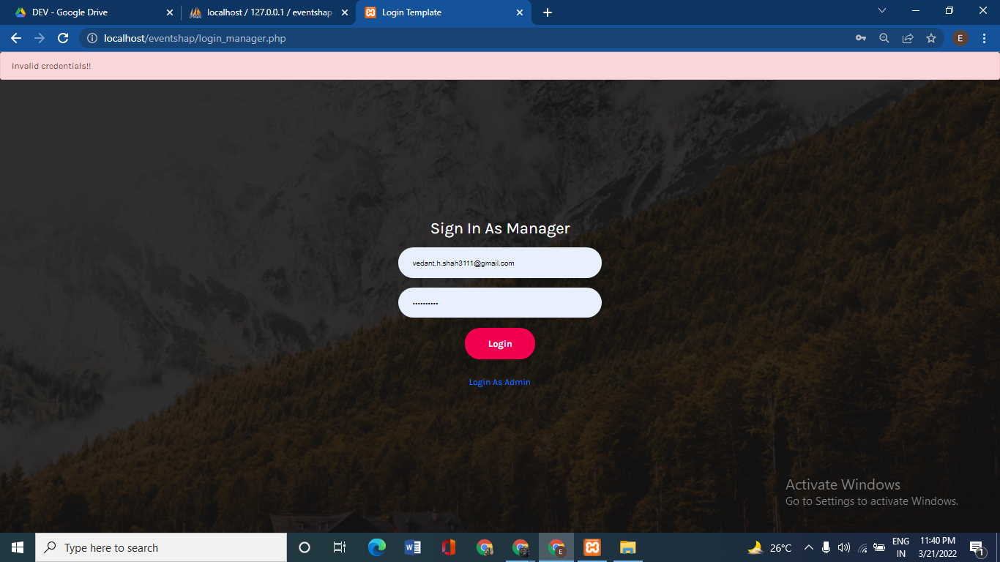 DEV - Google Drive
localhost / 127.0.0.1 / eventshap
Login Template
localhost/eventshap/login_manager.php
E
Invalid credentials!!
Sign In As Manager
vedant.h.shah3111@gmail.com
••••••••••
Login
Login As Admin
Activate Windows
Go to Settings to activate Windows.
Type here to search
E
26°C
ENG
IN
11:40 PM
3/21/2022
1